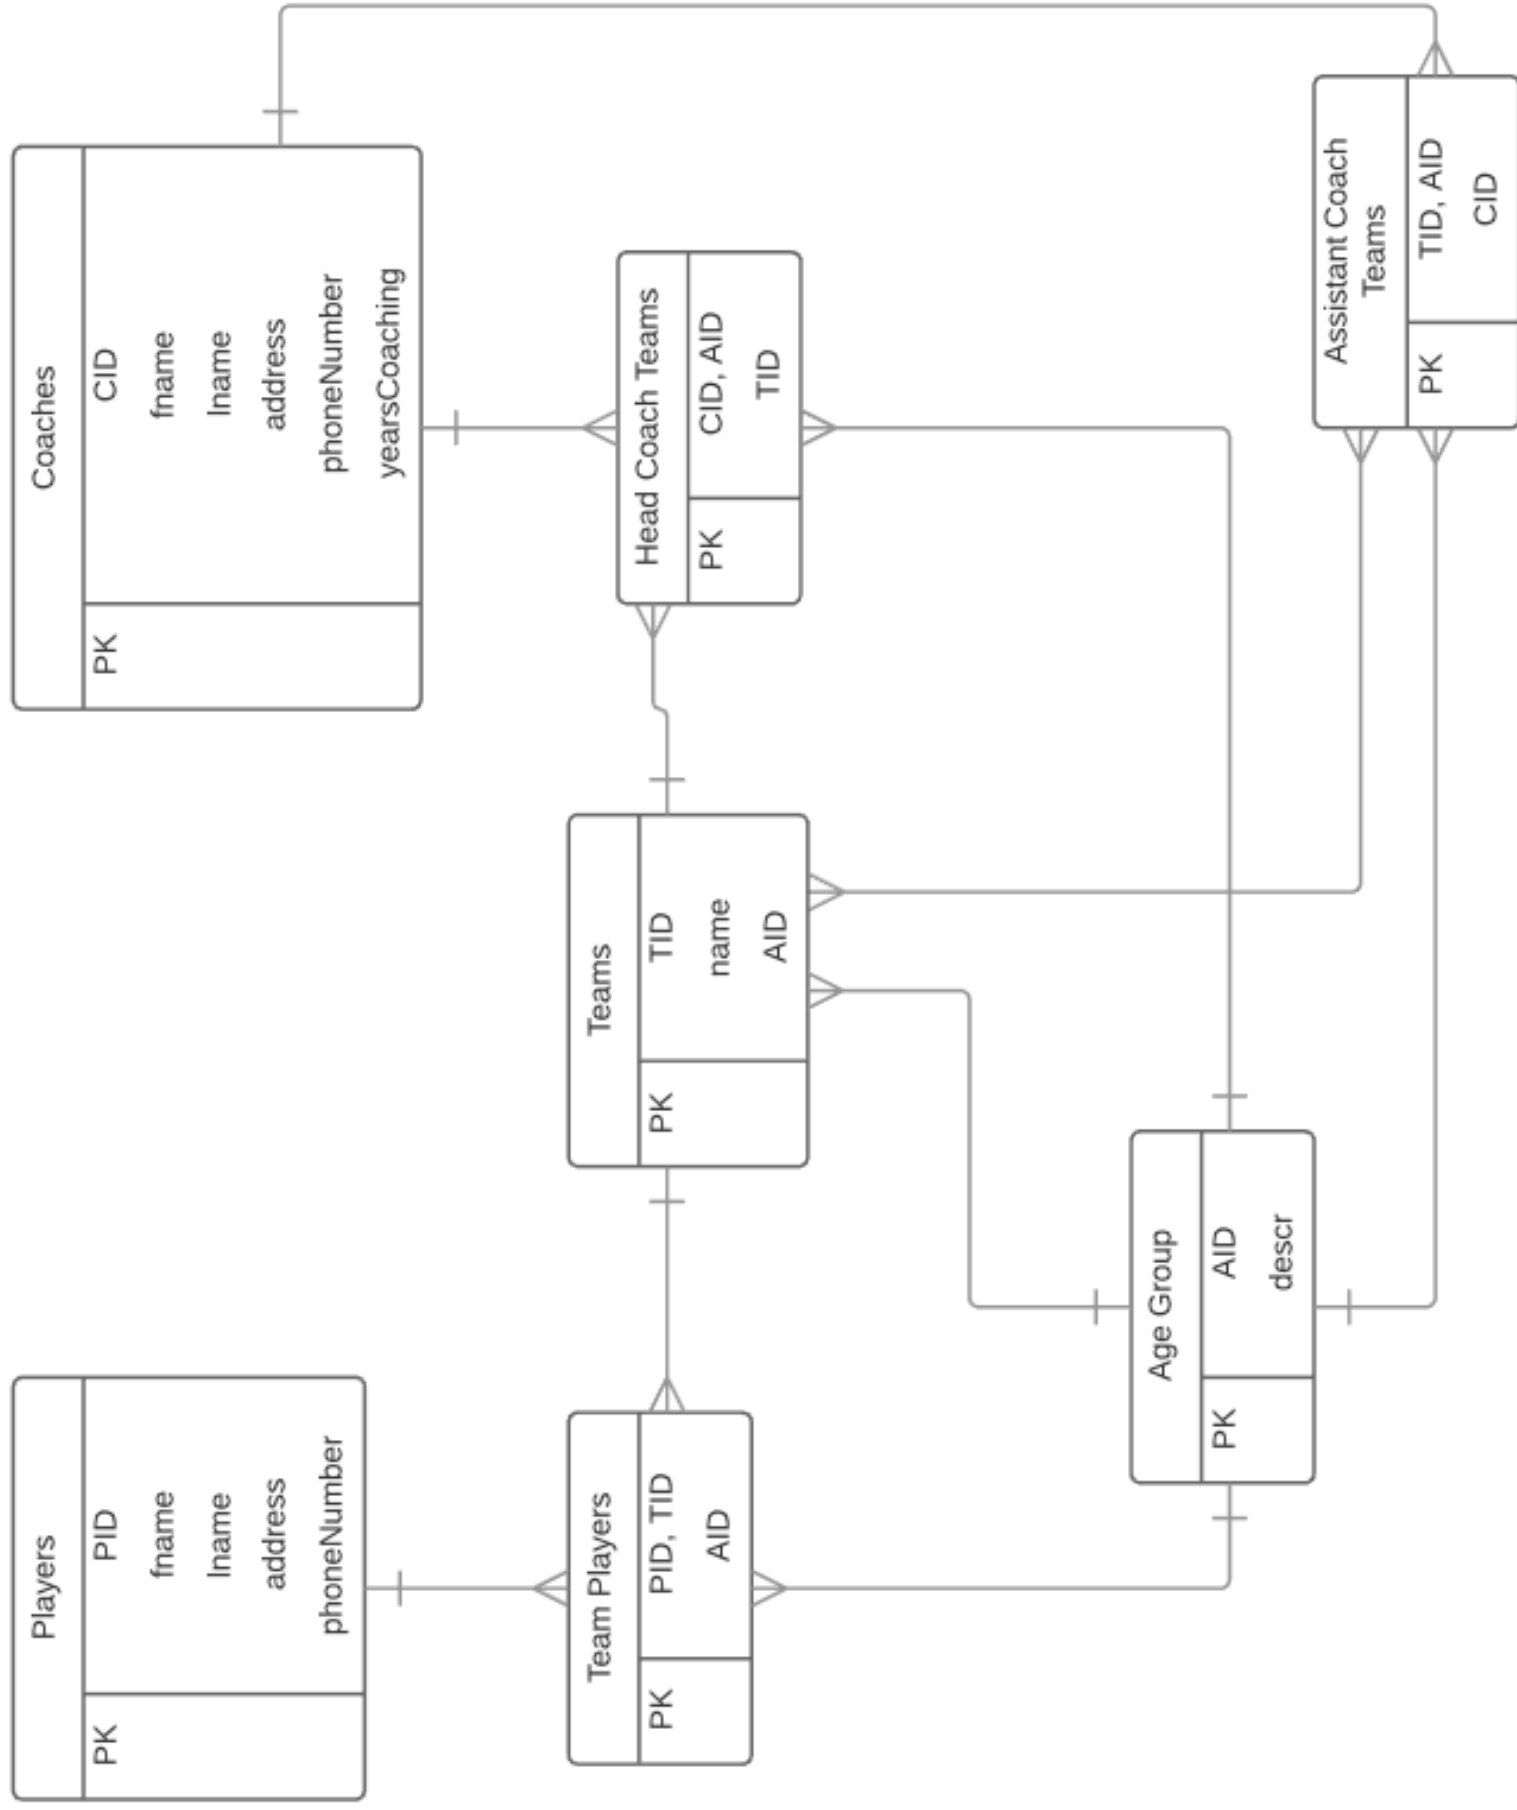 Players
PK
PID
fname
lname
address
phoneNumber
Coaches
PK
CID
fname
lname
address
phoneNumber
yearsCoaching
Team Players
PK
PID, TID
AID
Teams
PK
TID
name
AID
Head Coach Teams
PK
CID, AID
TID
Age Group
PK
AID
descr
Assistant Coach
Teams
PK
TID, AID
CID